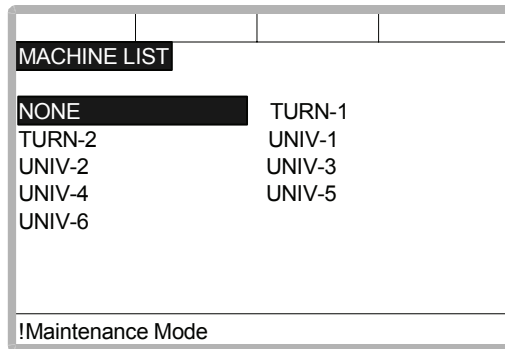 MACHINE LIST
NONE TURN-1
TURN-2 UNIV-1
UNIV-2 UNIV-3
UNIV-4 UNIV-5
UNIV-6
!Maintenance Mode